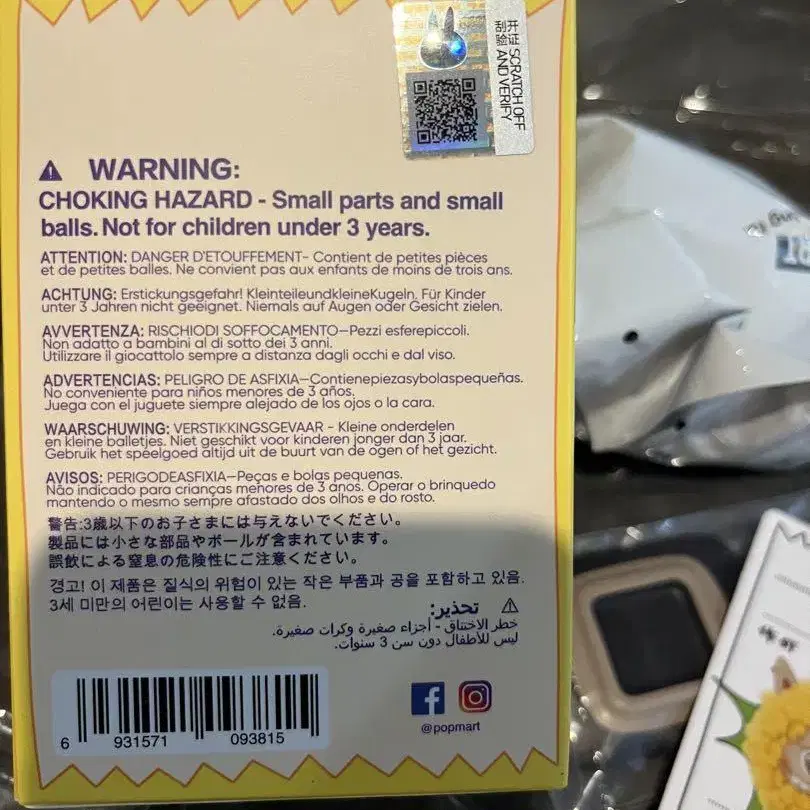 开证 SCRATCH OFF
刮验 AND VERIFY
WARNING:
CHOKING HAZARD - Small parts and small
balls. Not for children under 3 years.
ATTENTION: DANGER D'ETOUFFEMENT- Contient de petites pièces
et de petites balles. Ne convient pas aux enfants de moins de trois ans.
ACHTUNG: Erstickungsgefahr! KleinteileundkleineKugeln. Für Kinder
unter 3 Jahren nicht geeignet. Niemals auf Augen oder Gesicht zielen.
AVVERTENZA: RISCHIODI SOFFOCAMENTO—Pezzi esferepiccoli.
Non adatto a bambini al di sotto dei 3 anni.
Utilizzare il giocattolo sempre a distanza dagli occhi e dal viso.
ADVERTENCIAS: PELIGRO DE ASFIXIA—Contienepiezasybolaspequeñas.
No conveniente para niños menores de 3 años.
Juega con el juguete siempre alejado de los ojos o la cara.
WAARSCHUWING: VERSTIKKINGSGEVAAR - Kleine onderdelen
en kleine balletjes. Niet geschikt voor kinderen jonger dan 3 jaar.
Gebruik het speelgoed altijd uit de buurt van de ogen of het gezicht.
AVISOS: PERIGODEASFIXIA—Peças e bolas pequenas.
Não indicado para crianças menores de 3 anos. Operar o brinquedo
mantendo o mesmo sempre afastado dos olhos e do rosto.
警告:3歳以下のお子さまには与えないでください。
製品には小さな部品やボールが含まれています。
誤飲による窒息の危険性にご注意ください。
경고! 이 제품은 질식의 위험이 있는 작은 부품과 공을 포함하고 있음.
3세 미만의 어린이는 사용할 수 없음.
تحذير:
خطر الاختناق - أجزاء صغيرة وكرات صغيرة.
ليس للأطفال دون سن 3 سنوات.
6 931571 093815
@popmart